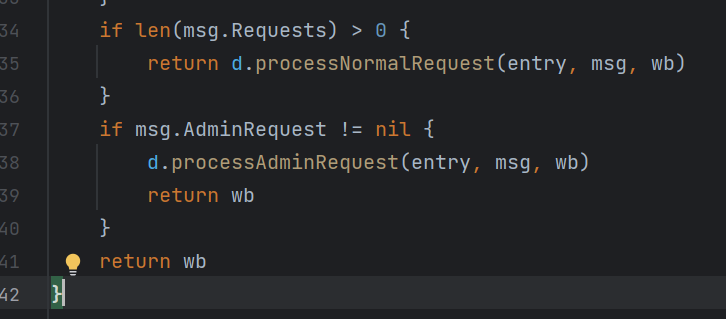 }
34 if len(msg.Requests) > 0 {
35 return d.processNormalRequest(entry, msg, wb)
36 }
37 if msg.AdminRequest != nil {
38 d.processAdminRequest(entry, msg, wb)
39 return wb
40 }
41 return wb
42 }